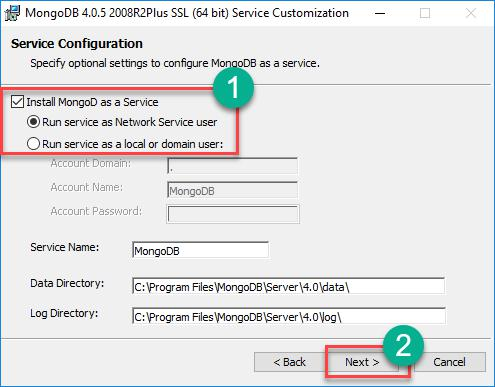 MongoDB 4.0.5 2008R2Plus SSL (64 bit) Service Customization
Service Configuration
Specify optional settings to configure MongoDB as a service.
1
Install MongoD as a Service
Run service as Network Service user
Run service as a local or domain user:
Account Domain: .
Account Name: MongoDB
Account Password:
Service Name: MongoDB
Data Directory: C:\Program Files\MongoDB\Server\4.0\data\
Log Directory: C:\Program Files\MongoDB\Server\4.0\log\
2
< Back Next > Cancel